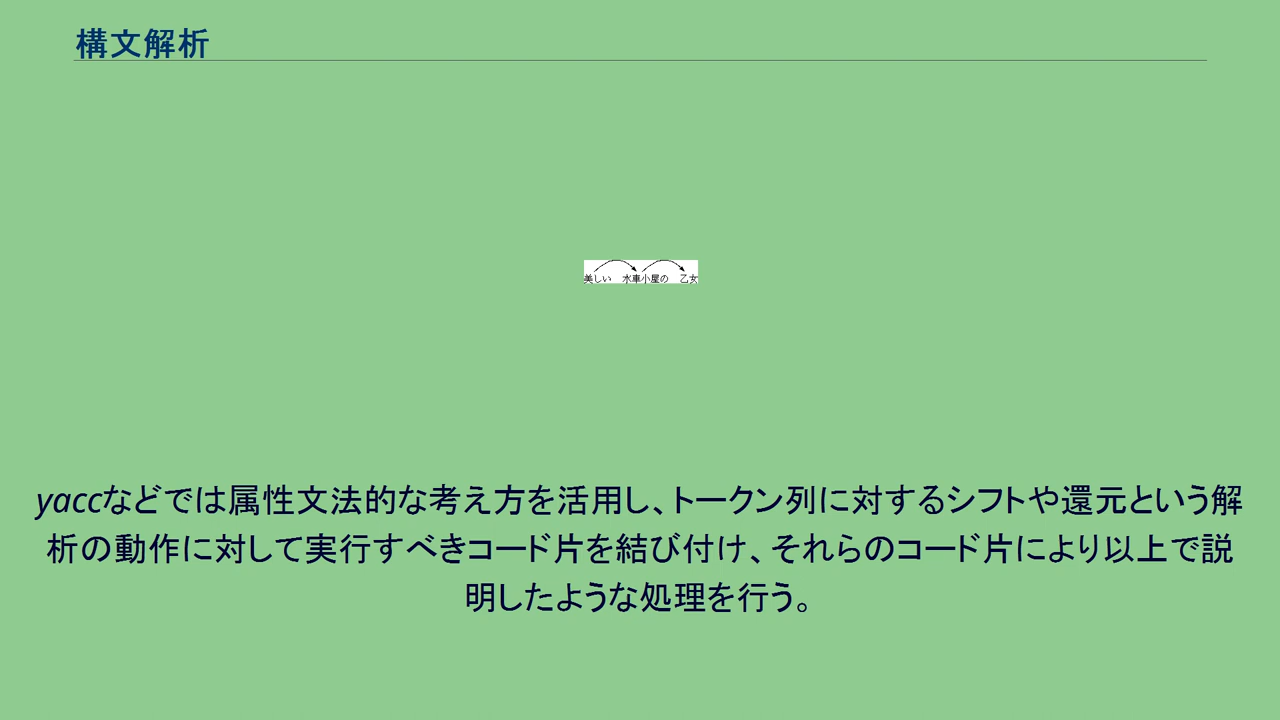 構文解析
美しい 水車小屋の 乙女
yaccなどでは属性文法的な考え方を活用し、トークン列に対するシフトや還元という解
析の動作に対して実行すべきコード片を結び付け、それらのコード片により以上で説
明したような処理を行う。